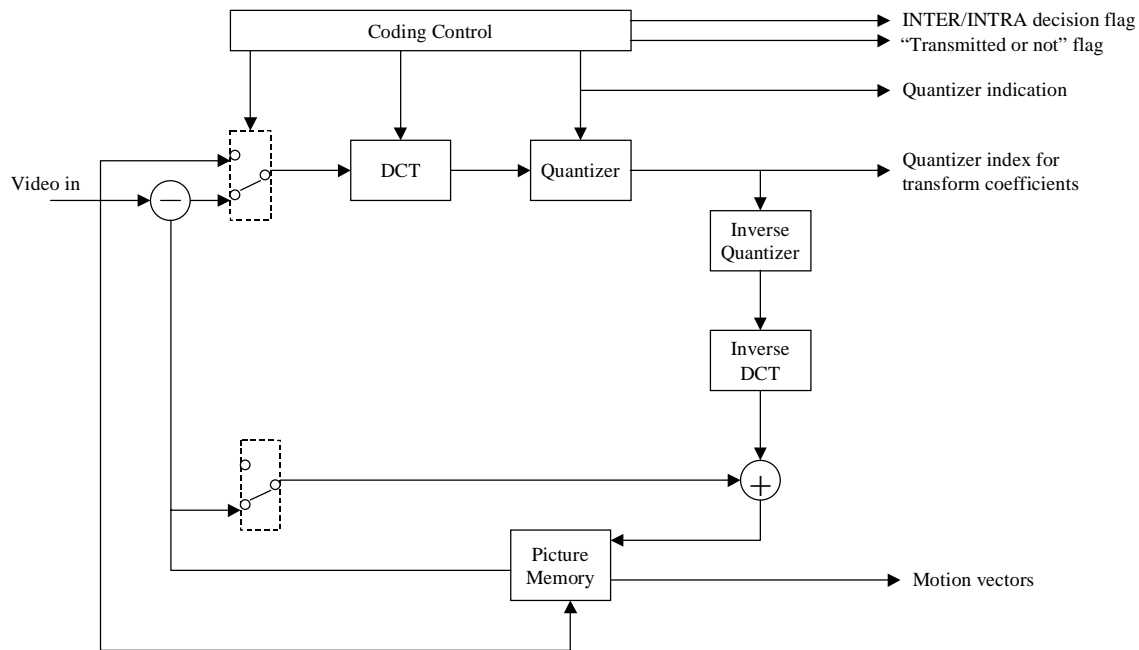 Coding Control
INTER/INTRA decision flag
“Transmitted or not” flag
Quantizer indication
Video in
DCT
Quantizer
Quantizer index for
transform coefficients
Inverse
Quantizer
Inverse
DCT
Picture
Memory
Motion vectors